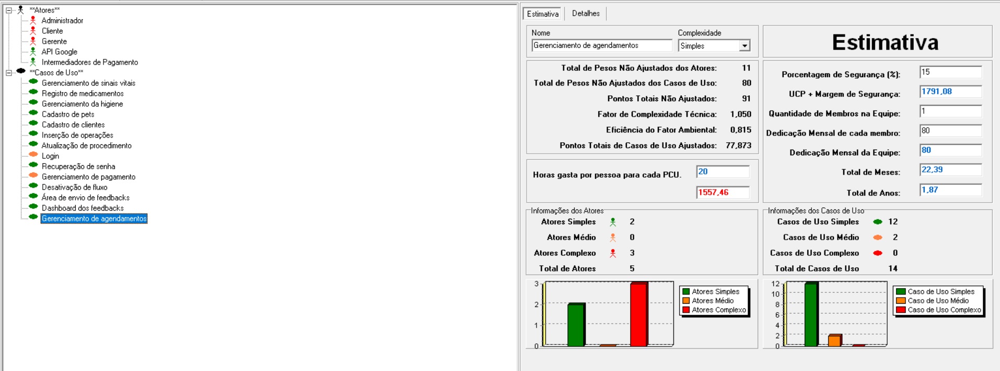 **Atores**
Administrador
Cliente
Gerente
API Google
Intermediadores de Pagamento
**Casos de Uso**
Gerenciamento de sinais vitais
Registro de medicamentos
Gerenciamento da higiene
Cadastro de pets
Cadastro de clientes
Inserção de operações
Atualização de procedimento
Login
Recuperação de senha
Gerenciamento de pagamento
Desativação de fluxo
Área de envio de feedbacks
Dashboard dos feedbacks
Gerenciamento de agendamentos
Estimativa Detalhes
Nome Complexidade
Gerenciamento de agendamentos Simples
Total de Pesos Não Ajustados dos Atores: 11
Total de Pesos Não Ajustados dos Casos de Uso: 80
Pontos Totais Não Ajustados: 91
Fator de Complexidade Técnica: 1,050
Eficiência do Fator Ambiental: 0,815
Pontos Totais de Casos de Uso Ajustados: 77,873
Horas gasta por pessoa para cada PCU. 20
1557,46
Estimativa
Porcentagem de Segurança (%): 15
UCP + Margem de Segurança: 1791,08
Quantidade de Membros na Equipe: 1
Dedicação Mensal de cada membro: 80
Dedicação Mensal da Equipe: 80
Total de Meses: 22,39
Total de Anos: 1,87
Informações dos Atores
Atores Simples 2
Atores Médio 0
Atores Complexo 3
Total de Atores 5
Informações dos Casos de Uso
Casos de Uso Simples 12
Casos de Uso Médio 2
Casos de Uso Complexo 0
Total de Casos de Uso 14
3
2
1
0
Atores Simples
Atores Médio
Atores Complexo
12
10
8
6
4
2
0
Caso de Uso Simples
Caso de Uso Médio
Caso de Uso Complexo